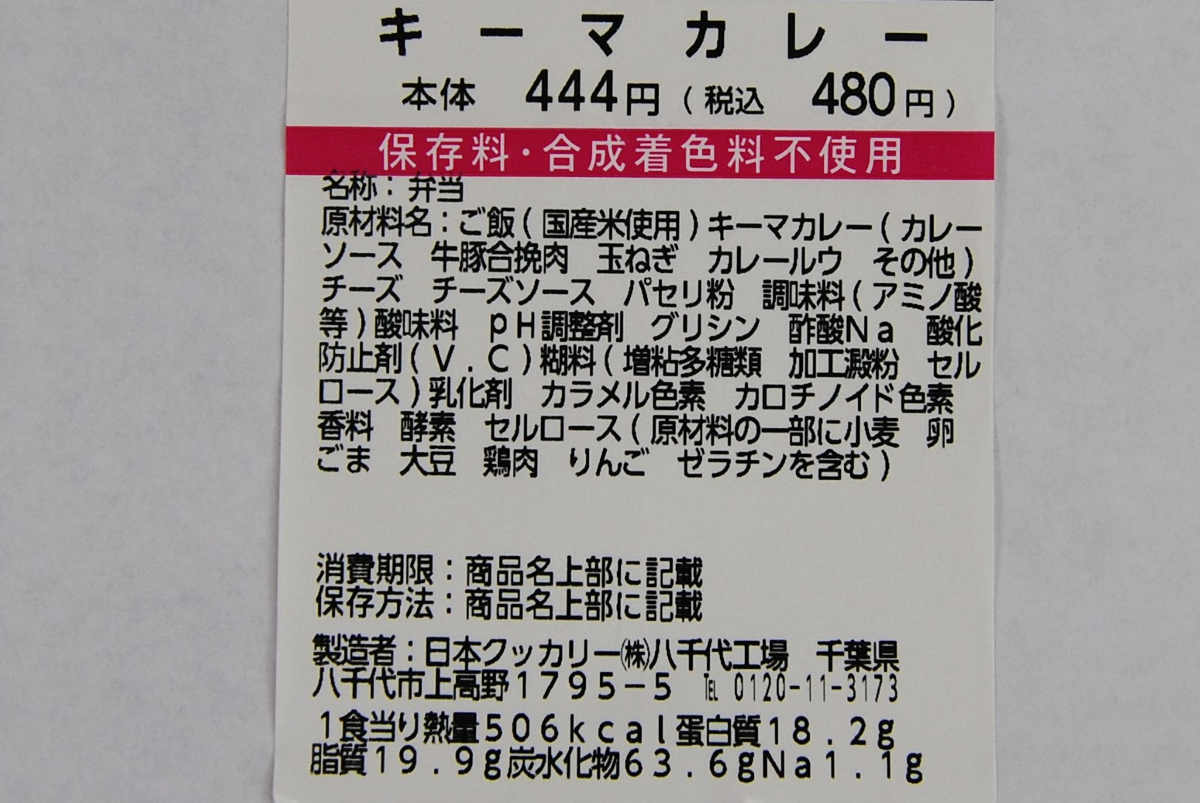 キーマカレー
本体 444円(税込 480円)
保存料・合成着色料不使用
名称：弁当
原材料名：ご飯(国産米使用)キーマカレー(カレー
ソース 牛豚合挽肉 玉ねぎ カレールウ その他)
チーズ チーズソース パセリ粉 調味料(アミノ酸
等)酸味料 pH調整剤 グリシン 酢酸Na 酸化
防止剤(V.C)糊料(増粘多糖類 加工澱粉 セル
ロース)乳化剤 カラメル色素 カロチノイド色素
香料 酵素 セルロース(原材料の一部に小麦 卵
ごま 大豆 鶏肉 りんご ゼラチンを含む)
消費期限：商品名上部に記載
保存方法：商品名上部に記載
製造者：日本クッカリー㈱八千代工場 千葉県
八千代市上高野1795-5 ℡ 0120-11-3173
1食当り熱量506kcal蛋白質18.2g
脂質19.9g炭水化物63.6gNa1.1g